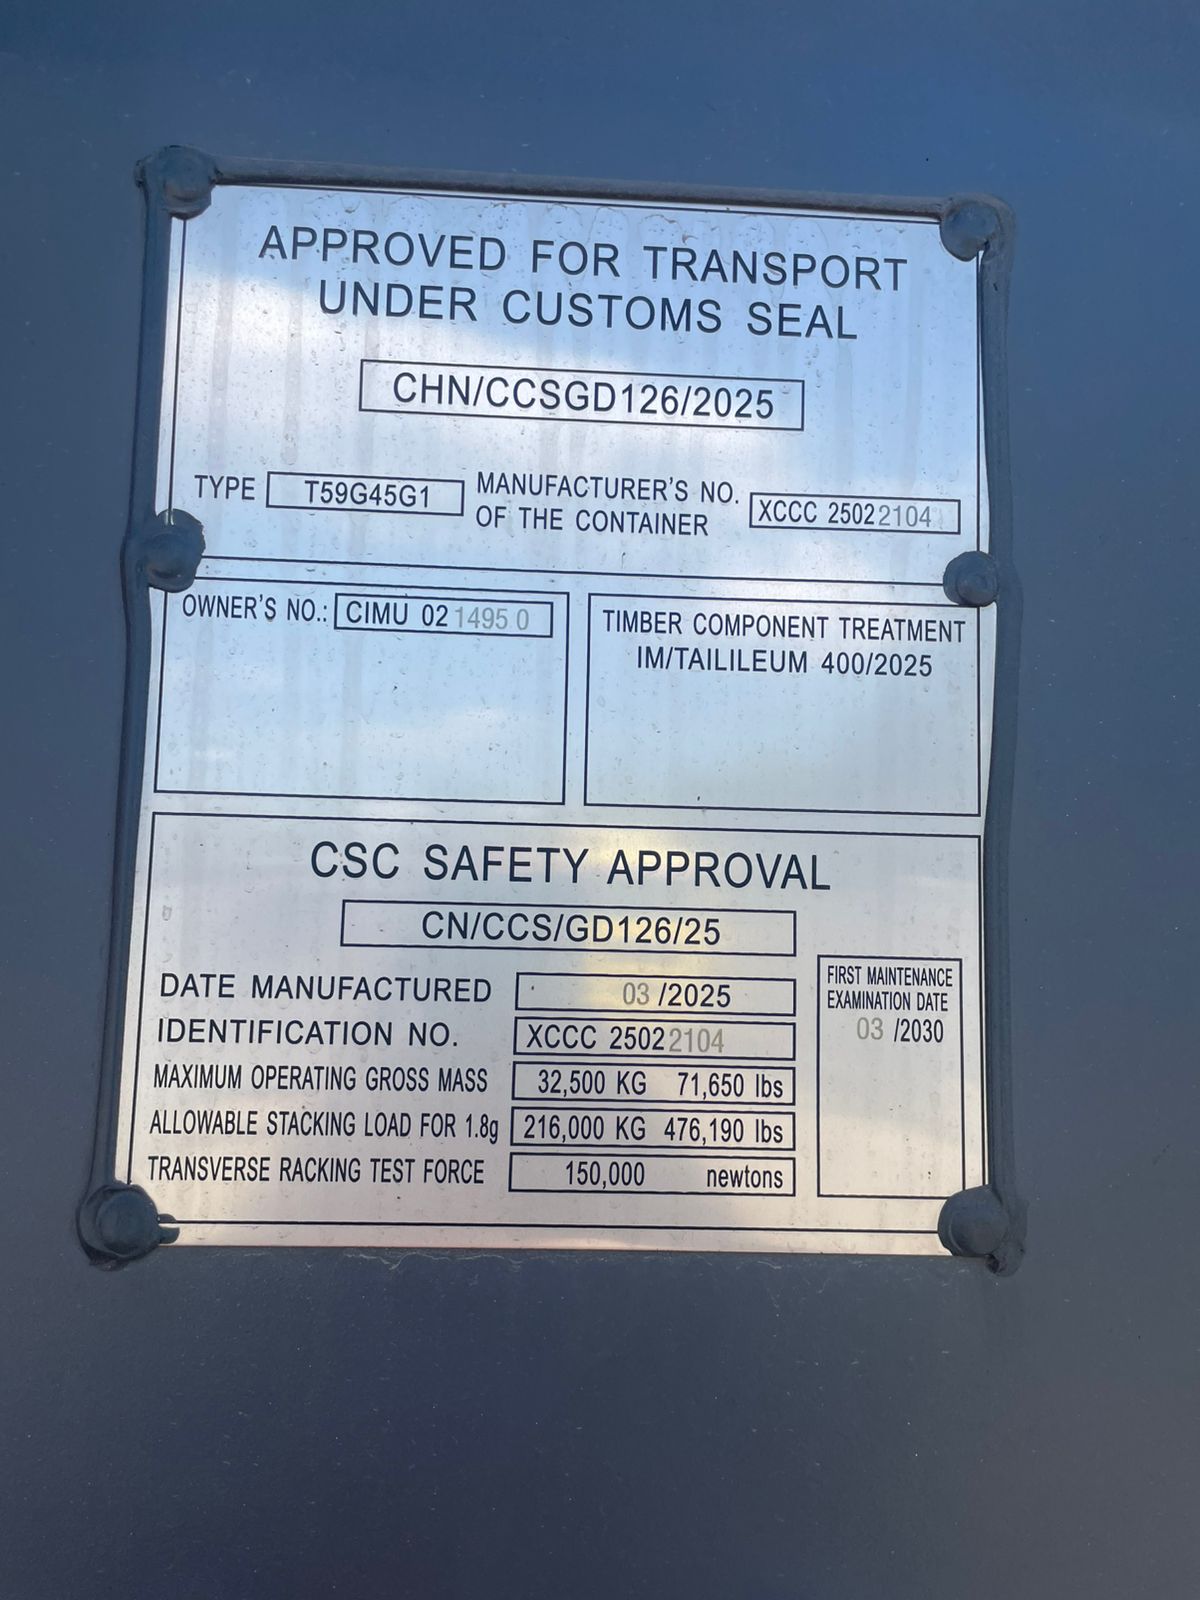 APPROVED FOR TRANSPORT
UNDER CUSTOMS SEAL
CHN/CCSGD126/2025
TYPE T59G45G1 MANUFACTURER'S NO. OF THE CONTAINER XCCC 25022104
OWNER'S NO.: CIMU 021495 0
TIMBER COMPONENT TREATMENT
IM/TAILILEUM 400/2025
CSC SAFETY APPROVAL
CN/CCS/GD126/25
DATE MANUFACTURED 03 /2025
IDENTIFICATION NO. XCCC 25022104
MAXIMUM OPERATING GROSS MASS 32,500 KG 71,650 lbs
ALLOWABLE STACKING LOAD FOR 1.8g 216,000 KG 476,190 lbs
TRANSVERSE RACKING TEST FORCE 150,000 newtons
FIRST MAINTENANCE
EXAMINATION DATE
03 /2030